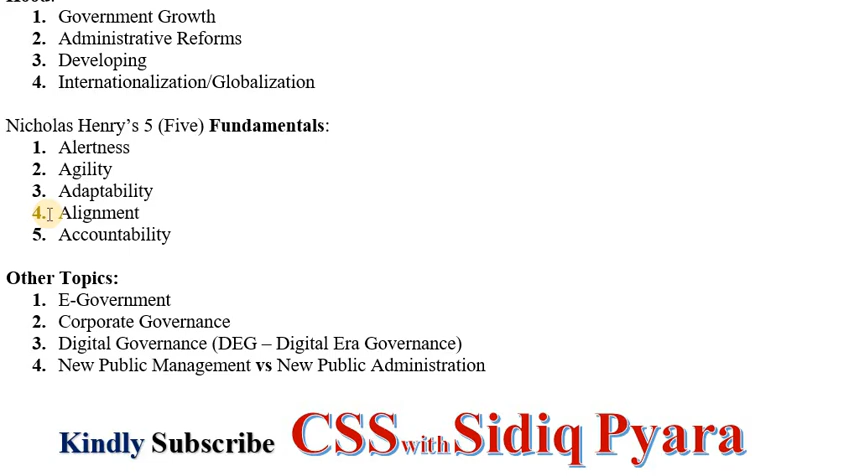 Hood:
1. Government Growth
2. Administrative Reforms
3. Developing
4. Internationalization/Globalization
Nicholas Henry's 5 (Five) Fundamentals:
1. Alertness
2. Agility
3. Adaptability
4. Alignment
5. Accountability
Other Topics:
1. E-Government
2. Corporate Governance
3. Digital Governance (DEG – Digital Era Governance)
4. New Public Management vs New Public Administration
Kindly Subscribe CSS with Sidiq Pyara